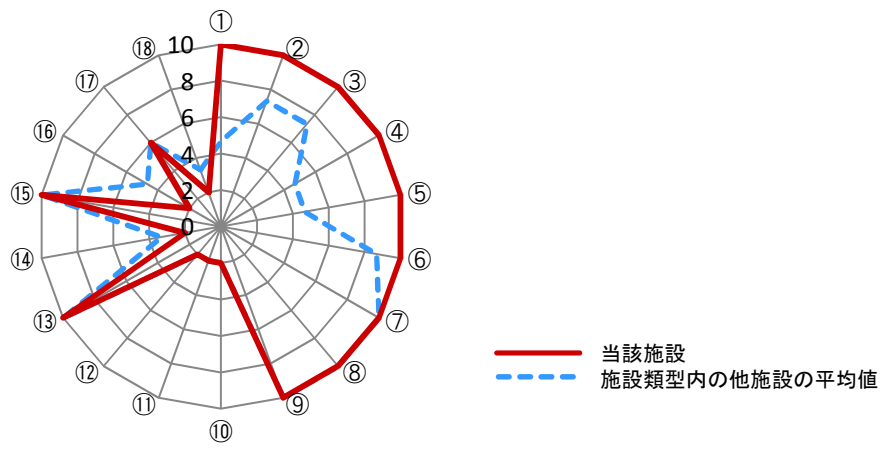 ①
⑱ 10 ②
⑰ 8 ③
6
⑯ 4 ④
⑮ 2 ⑤
0
⑭ ⑥
⑬ ⑦
⑫ ⑧
⑪ ⑨
⑩
当該施設
施設類型内の他施設の平均値